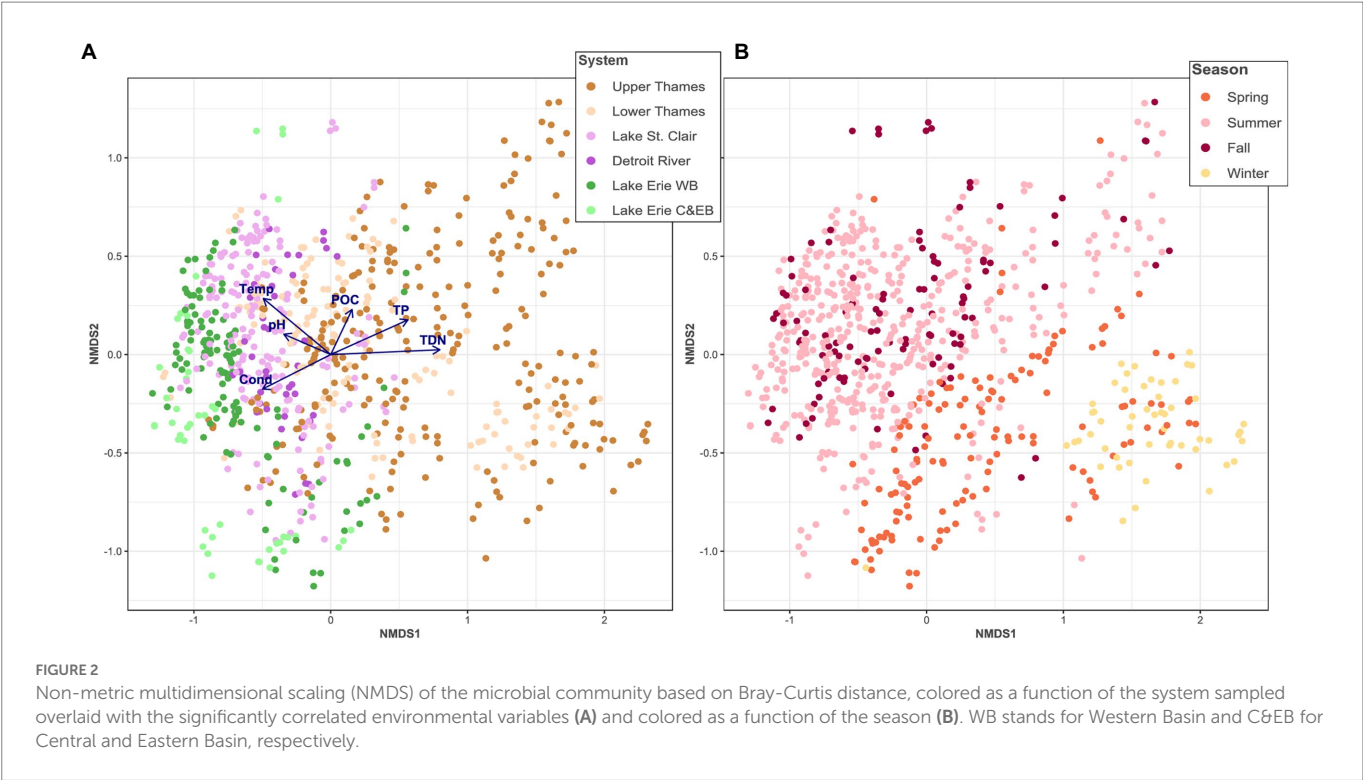 A
B
System
Upper Thames
Lower Thames
Lake St. Clair
Detroit River
Lake Erie WB
Lake Erie C&EB
Season
Spring
Summer
Fall
Winter
NMDS2
1.0
0.5
0.0
-0.5
-1.0
Temp
pH
Cond
POC
TP
TDN
-1
0
1
2
NMDS1
NMDS2
1.0
0.5
0.0
-0.5
-1.0
-1
0
1
2
NMDS1
FIGURE 2
Non-metric multidimensional scaling (NMDS) of the microbial community based on Bray-Curtis distance, colored as a function of the system sampled
overlaid with the significantly correlated environmental variables (A) and colored as a function of the season (B). WB stands for Western Basin and C&EB for
Central and Eastern Basin, respectively.